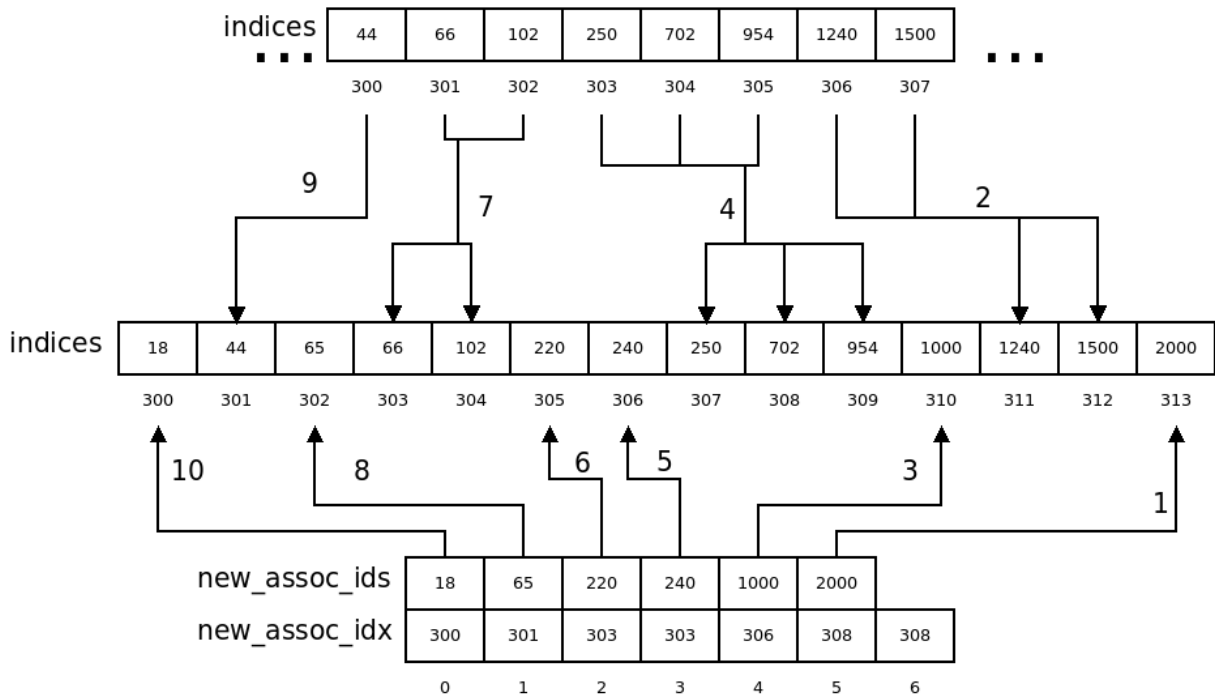 indices 44 66 102 250 702 954 1240 1500
... ...
300 301 302 303 304 305 306 307
9 7 4 2
indices 18 44 65 66 102 220 240 250 702 954 1000 1240 1500 2000
300 301 302 303 304 305 306 307 308 309 310 311 312 313
10 8 6 5 3 1
new_assoc_ids 18 65 220 240 1000 2000
new_assoc_idx 300 301 303 303 306 308 308
0 1 2 3 4 5 6